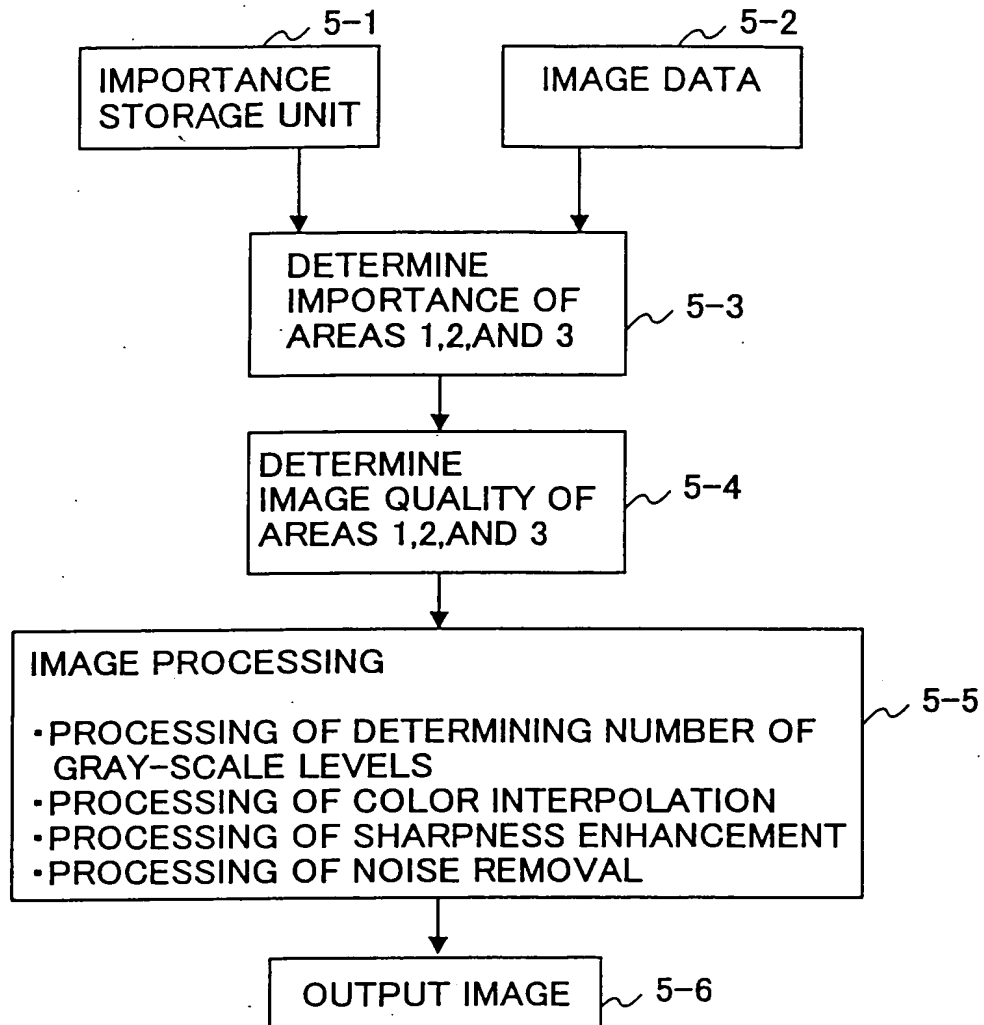 5-1
5-2
IMPORTANCE
STORAGE UNIT
IMAGE DATA
DETERMINE
IMPORTANCE OF
AREAS 1,2,AND 3
5-3
DETERMINE
IMAGE QUALITY OF
AREAS 1,2,AND 3
5-4
IMAGE PROCESSING
5-5
・PROCESSING OF DETERMINING NUMBER OF
GRAY-SCALE LEVELS
・PROCESSING OF COLOR INTERPOLATION
・PROCESSING OF SHARPNESS ENHANCEMENT
・PROCESSING OF NOISE REMOVAL
OUTPUT IMAGE
5-6